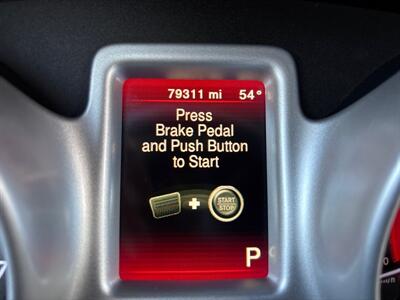 79311 mi 54°
Press
Brake Pedal
and Push Button
to Start
START
STOP
P